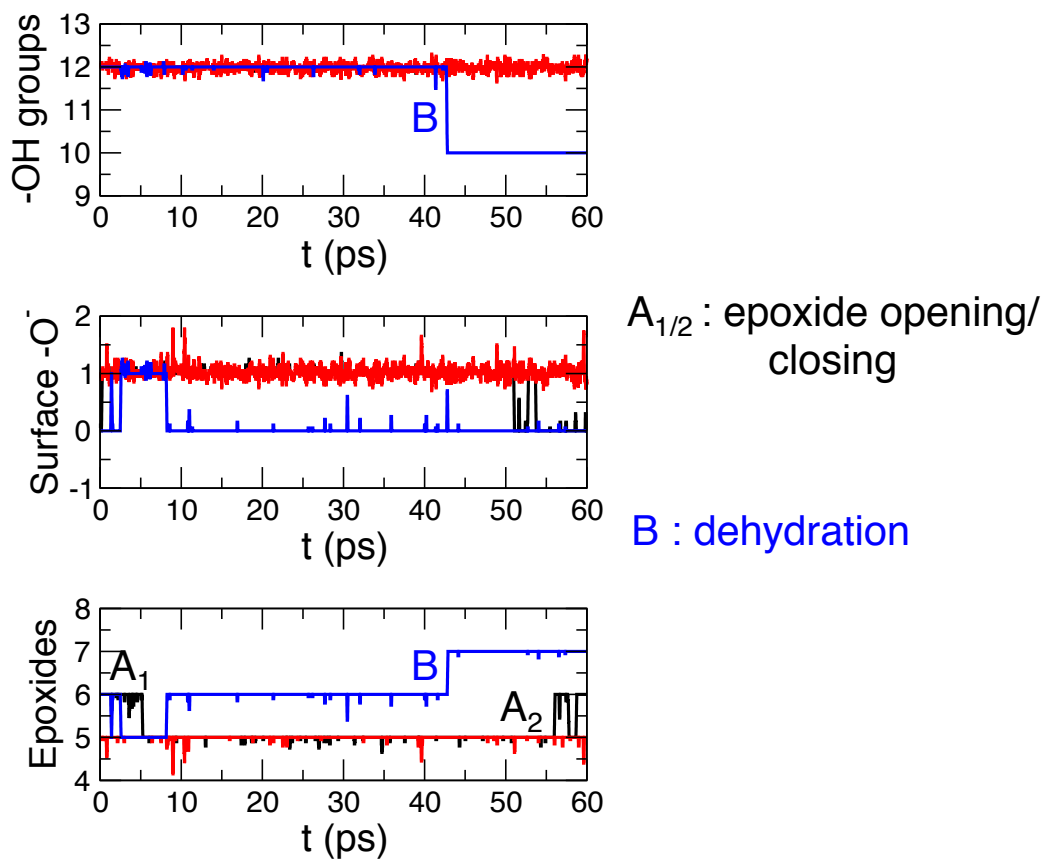 13
12
11
10
9
-OH groups
B
0 10 20 30 40 50 60
t (ps)
2
1
0
-1
Surface -O⁻
0 10 20 30 40 50 60
t (ps)
A₁/₂ : epoxide opening/
closing
B : dehydration
8
7
6
5
4
Epoxides
A₁
B
A₂
0 10 20 30 40 50 60
t (ps)